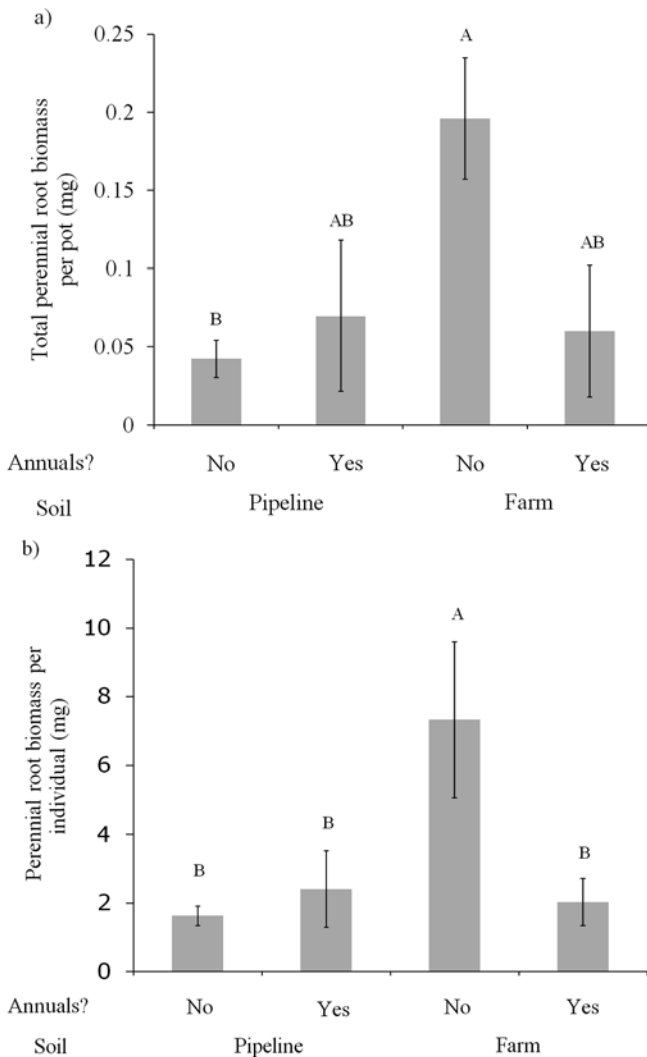 a)
Total perennial root biomass
per pot (mg)
0.25
0.2
0.15
0.1
0.05
0
B
AB
A
AB
Annuals? No Yes No Yes
Soil Pipeline Farm
b)
Perennial root biomass per
individual (mg)
12
10
8
6
4
2
0
B
B
A
B
Annuals? No Yes No Yes
Soil Pipeline Farm